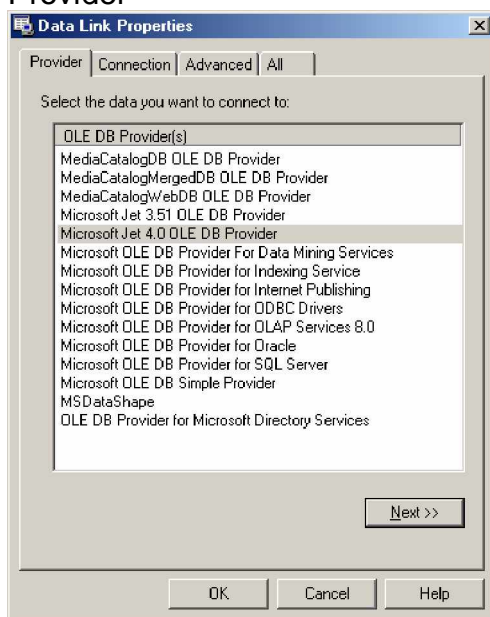 Provider
Data Link Properties
Provider Connection Advanced All
Select the data you want to connect to:
OLE DB Provider(s)
MediaCatalogDB OLE DB Provider
MediaCatalogMergedDB OLE DB Provider
MediaCatalogWebDB OLE DB Provider
Microsoft Jet 3.51 OLE DB Provider
Microsoft Jet 4.0 OLE DB Provider
Microsoft OLE DB Provider For Data Mining Services
Microsoft OLE DB Provider for Indexing Service
Microsoft OLE DB Provider for Internet Publishing
Microsoft OLE DB Provider for ODBC Drivers
Microsoft OLE DB Provider for OLAP Services 8.0
Microsoft OLE DB Provider for Oracle
Microsoft OLE DB Provider for SQL Server
Microsoft OLE DB Simple Provider
MSDataShape
OLE DB Provider for Microsoft Directory Services
Next >>
OK Cancel Help